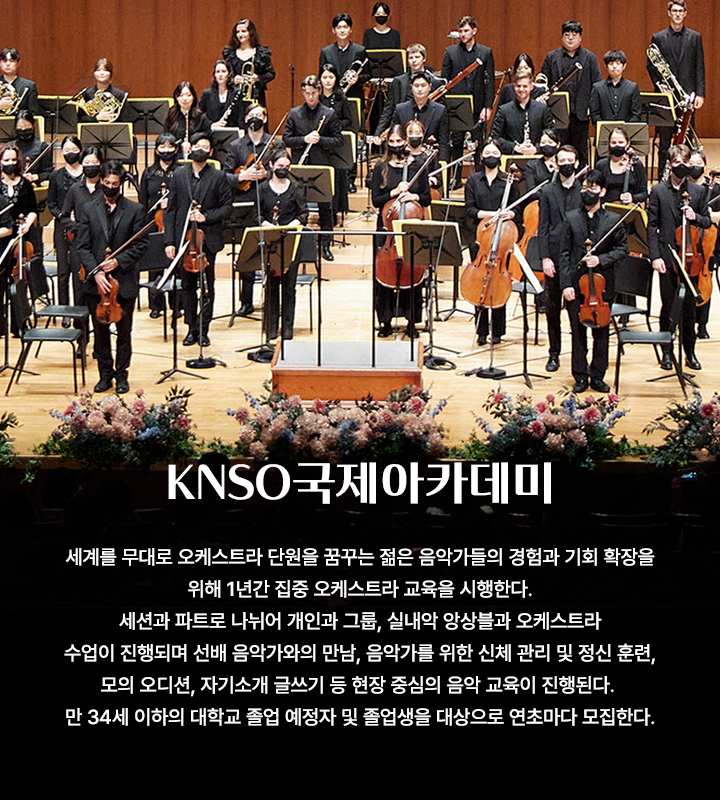 KNSO국제아카데미
세계를 무대로 오케스트라 단원을 꿈꾸는 젊은 음악가들의 경험과 기회 확장을
위해 1년간 집중 오케스트라 교육을 시행한다.
세션과 파트로 나뉘어 개인과 그룹, 실내악 앙상블과 오케스트라
수업이 진행되며 선배 음악가와의 만남, 음악가를 위한 신체 관리 및 정신 훈련,
모의 오디션, 자기소개 글쓰기 등 현장 중심의 음악 교육이 진행된다.
만 34세 이하의 대학교 졸업 예정자 및 졸업생을 대상으로 연초마다 모집한다.